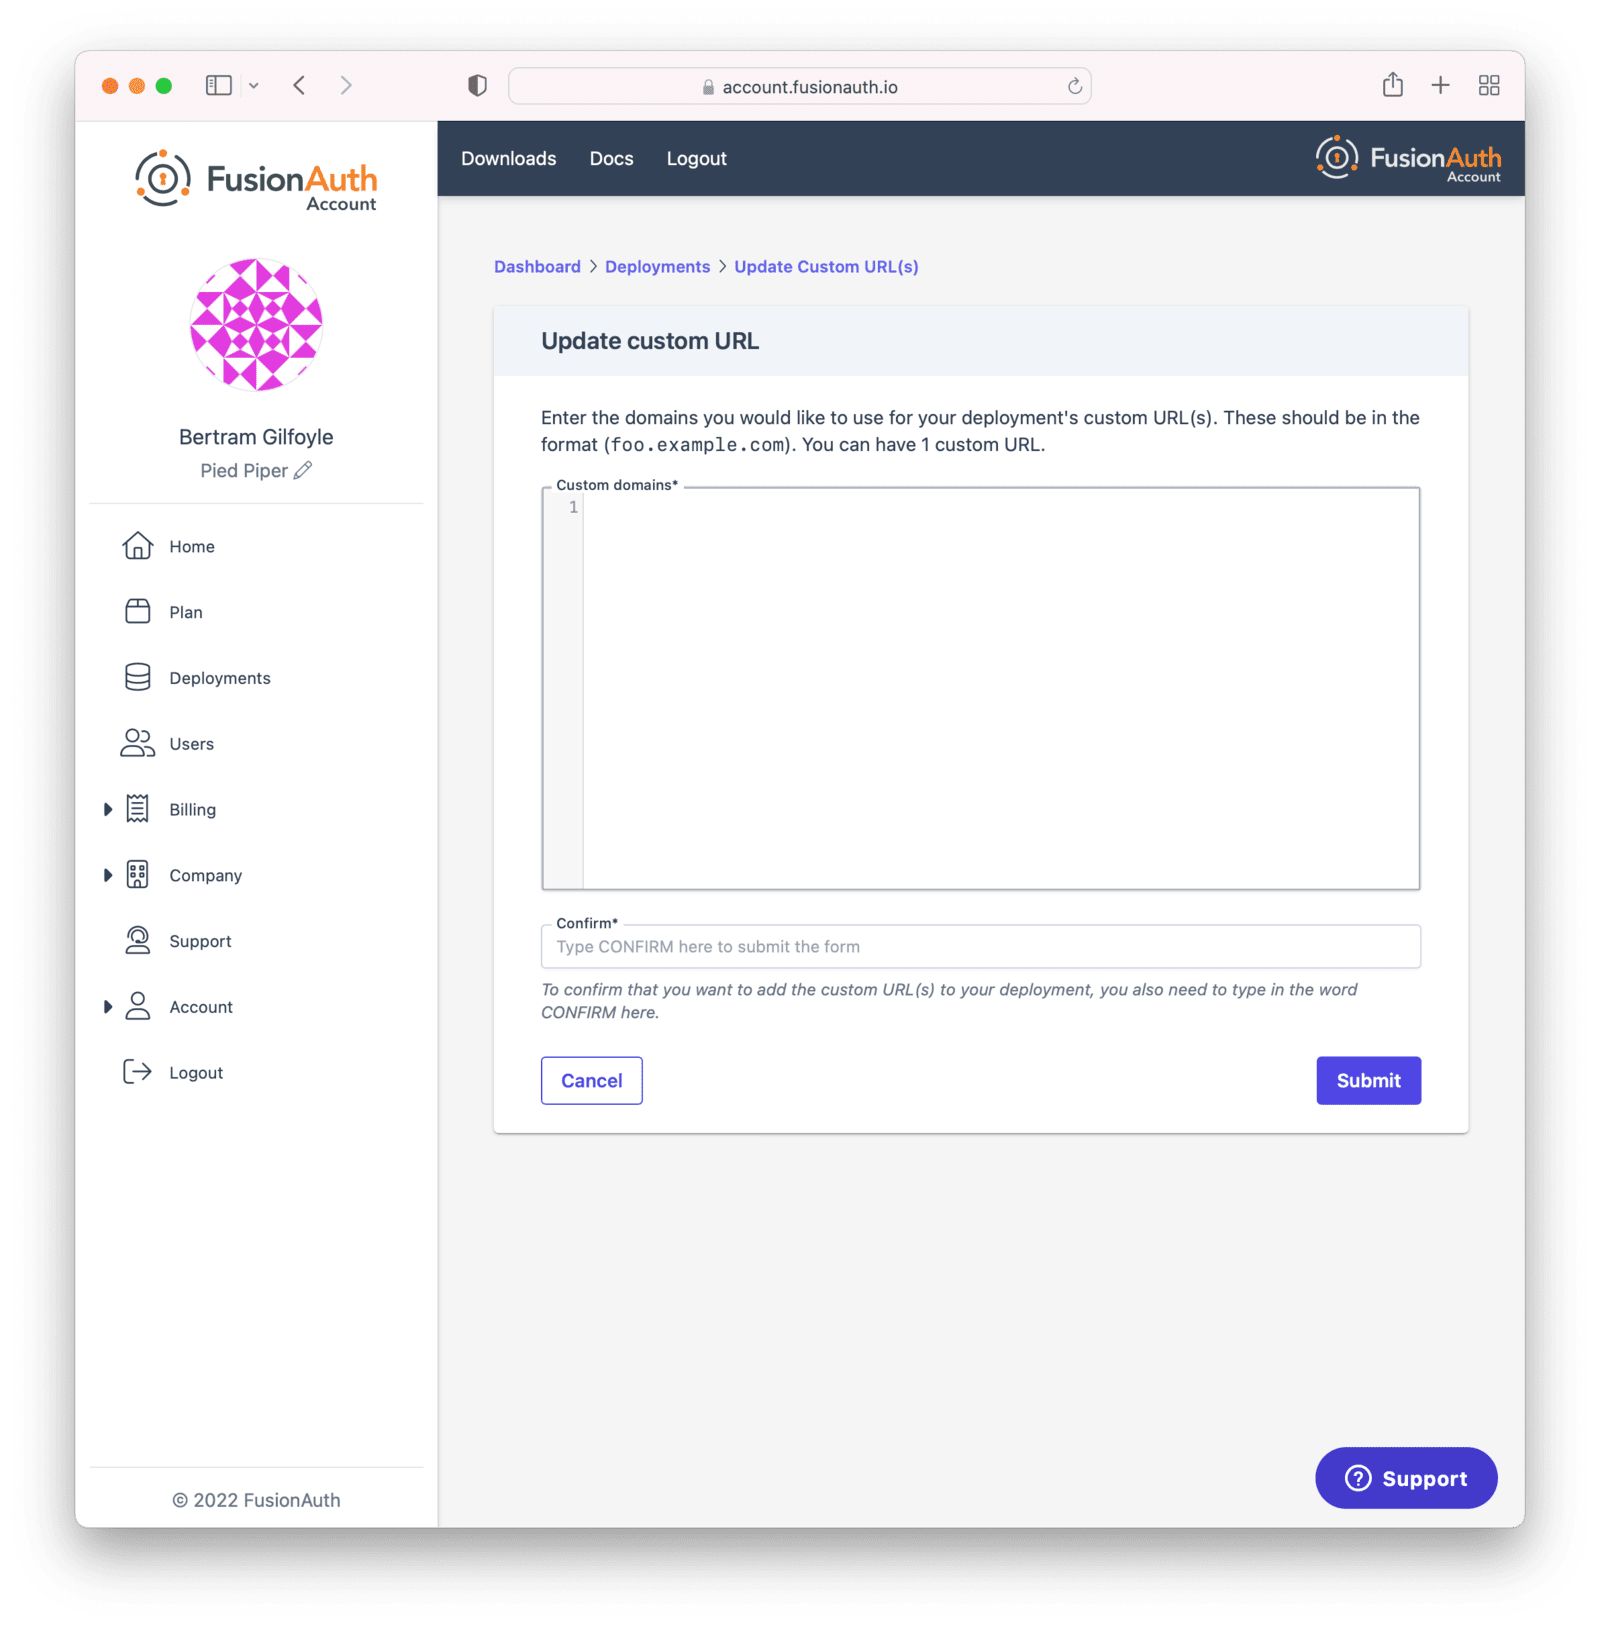 account.fusionauth.io
FusionAuth
Account
Bertram Gilfoyle
Pied Piper
Home
Plan
Deployments
Users
Billing
Company
Support
Account
Logout
© 2022 FusionAuth
Downloads Docs Logout
FusionAuth
Account
Dashboard > Deployments > Update Custom URL(s)
Update custom URL
Enter the domains you would like to use for your deployment's custom URL(s). These should be in the
format (foo.example.com). You can have 1 custom URL.
Custom domains*
1
Confirm*
Type CONFIRM here to submit the form
To confirm that you want to add the custom URL(s) to your deployment, you also need to type in the word
CONFIRM here.
Cancel Submit
? Support